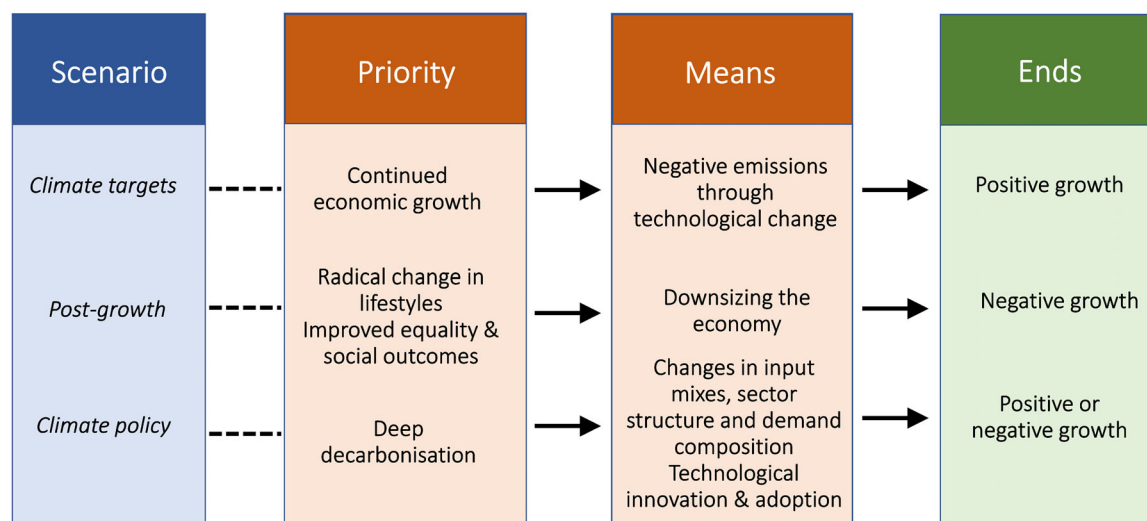 Scenario
Priority
Means
Ends
Climate targets
Continued
economic growth
Negative emissions
through
technological change
Positive growth
Post-growth
Radical change in
lifestyles
Improved equality &
social outcomes
Downsizing the
economy
Negative growth
Climate policy
Deep
decarbonisation
Changes in input
mixes, sector
structure and demand
composition
Technological
innovation & adoption
Positive or
negative growth